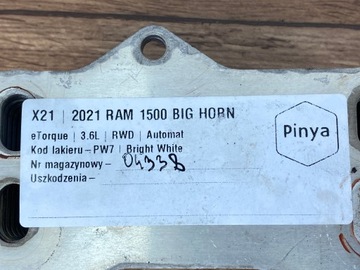 X21 | 2021 RAM 1500 BIG HORN
eTorque | 3.6L | RWD | Automat
Kod lakieru – PW7 | Bright White
Nr magazynowy – 04338
Uszkodzenia –
Pinya